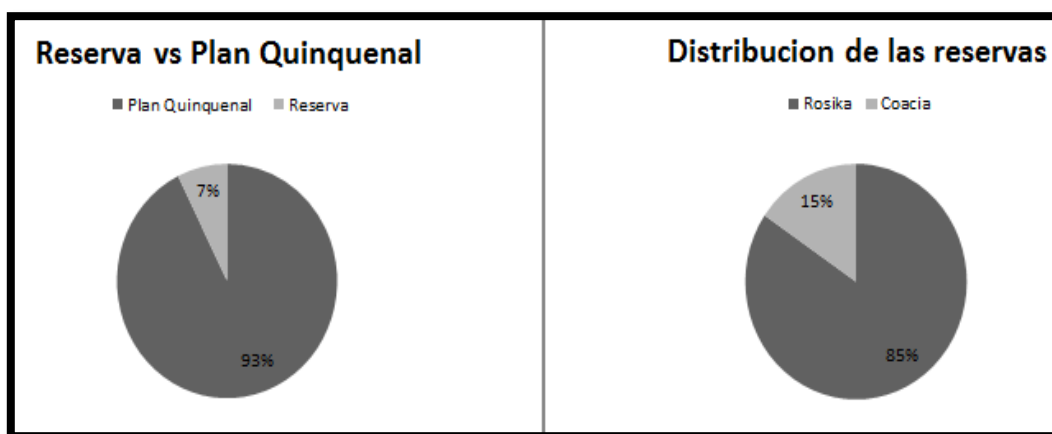 Reserva vs Plan Quinquenal
Plan Quinquenal Reserva
7%
93%
Distribucion de las reservas
Rosika Coacia
15%
85%